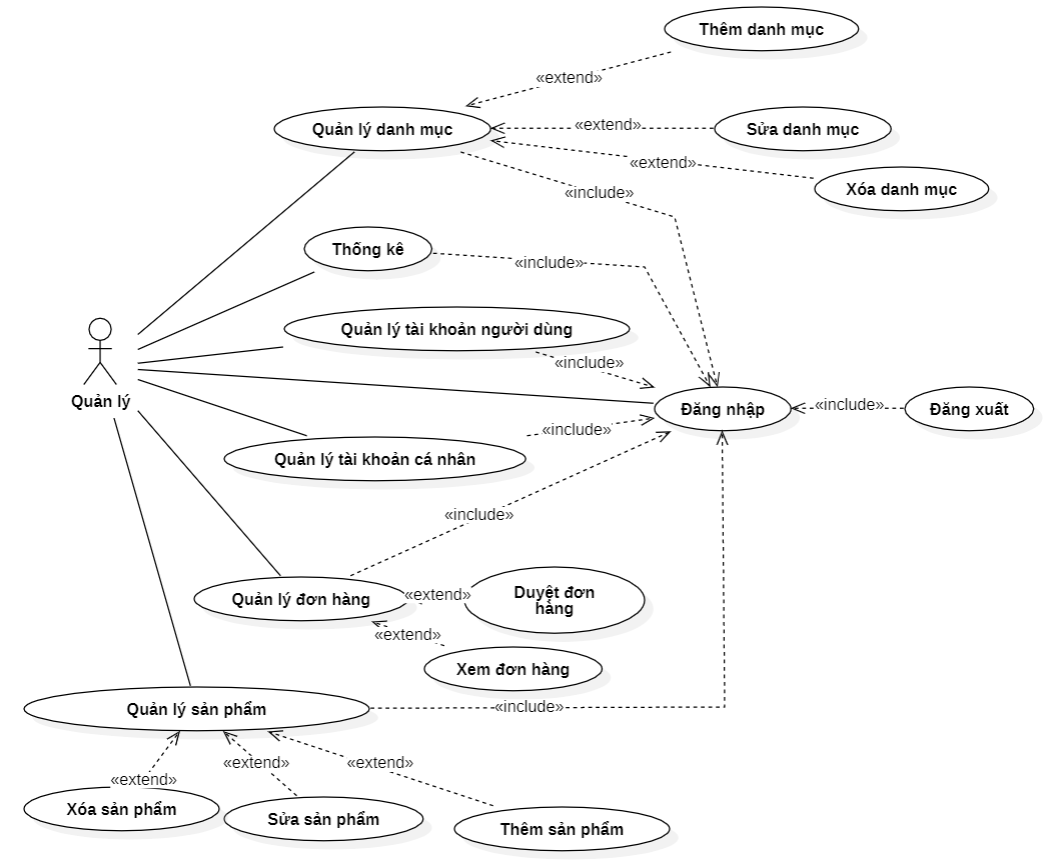 Thêm danh mục
«extend»
Quản lý danh mục
«extend»
Sửa danh mục
«extend»
Xóa danh mục
«include»
Thống kê
«include»
Quản lý tài khoản người dùng
«include»
Quản lý
Đăng nhập
«include»
Đăng xuất
«include»
Quản lý tài khoản cá nhân
«include»
Quản lý đơn hàng
«extend»
Duyệt đơn
hàng
«extend»
Xem đơn hàng
Quản lý sản phẩm
«include»
«extend»
«extend»
«extend»
Xóa sản phẩm
Sửa sản phẩm
Thêm sản phẩm